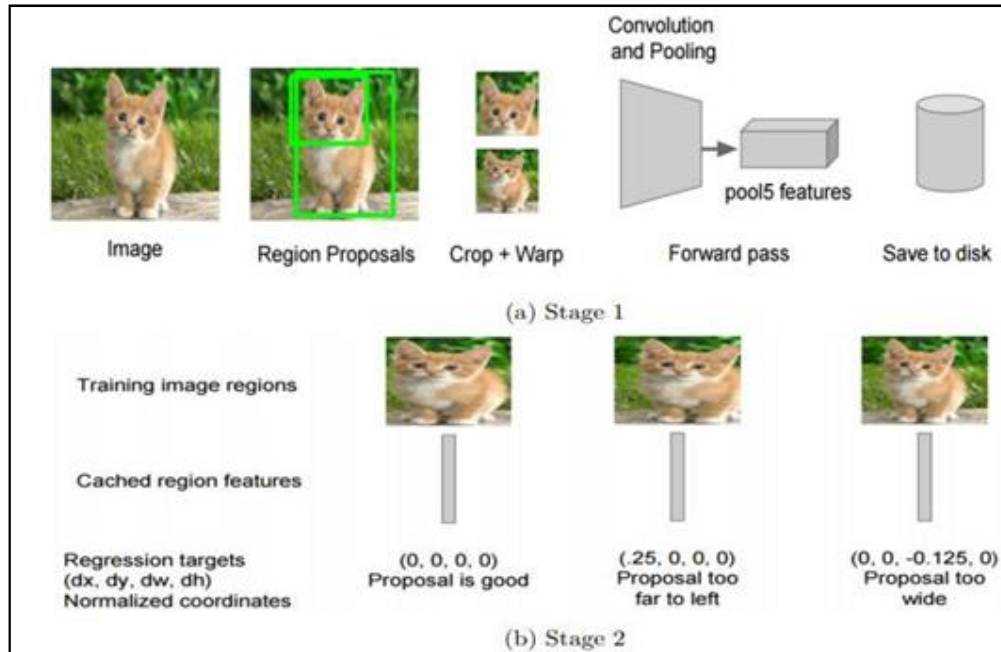 Convolution
and Pooling
pool5 features
Image
Region Proposals
Crop + Warp
Forward pass
Save to disk
(a) Stage 1
Training image regions
Cached region features
Regression targets
(dx, dy, dw, dh)
Normalized coordinates
(0, 0, 0, 0)
Proposal is good
(.25, 0, 0, 0)
Proposal too
far to left
(0, 0, -0.125, 0)
Proposal too
wide
(b) Stage 2